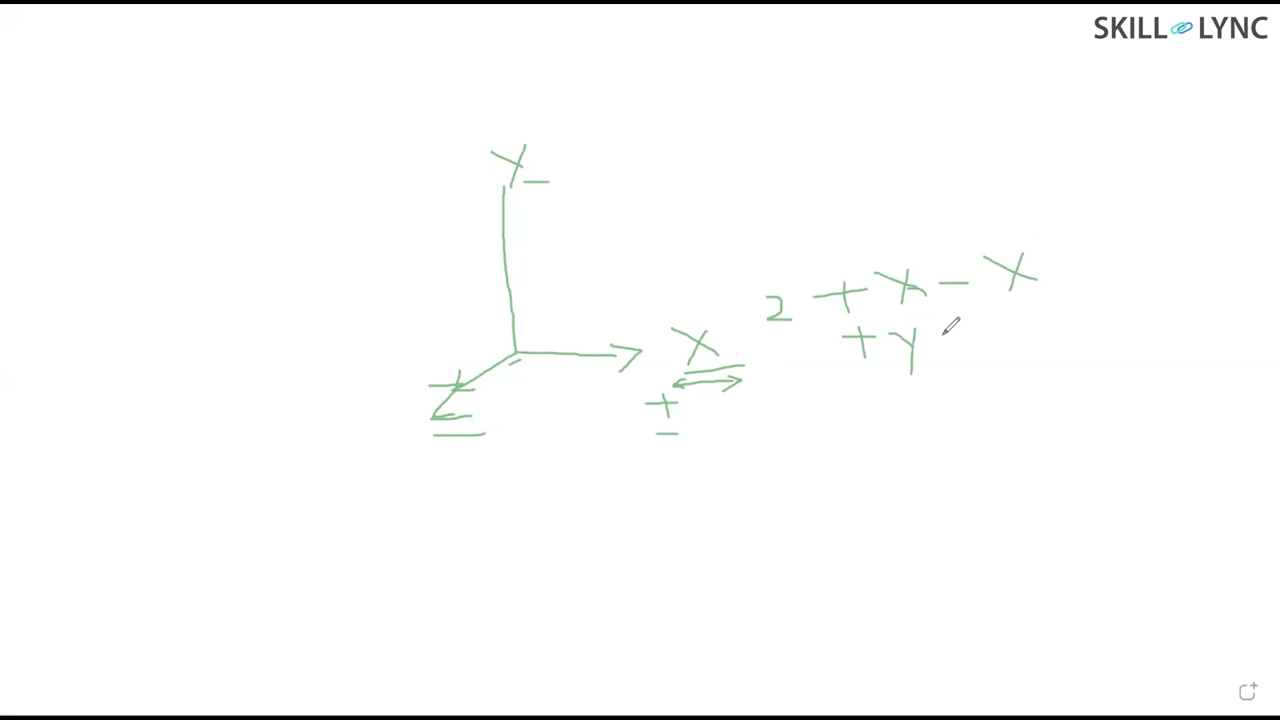 SKILL LYNC
Y
2 + X - X
+ Y
X
+
-
Z